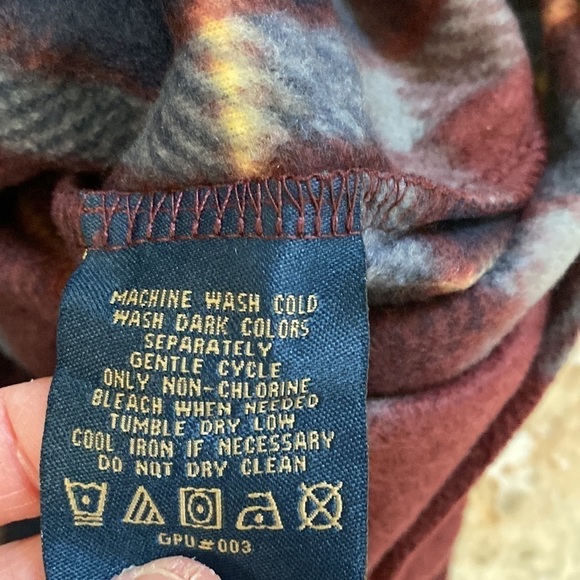 MACHINE WASH COLD
WASH DARK COLORS
SEPARATELY
GENTLE CYCLE
ONLY NON-CHLORINE
BLEACH WHEN NEEDED
TUMBLE DRY LOW
COOL IRON IF NECESSARY
DO NOT DRY CLEAN
GPU#003